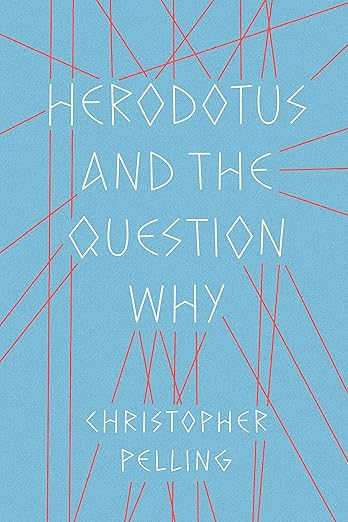 HERODOTUS
AND THE
QUESTION
WHY
CHRISTOPHER
PELLING